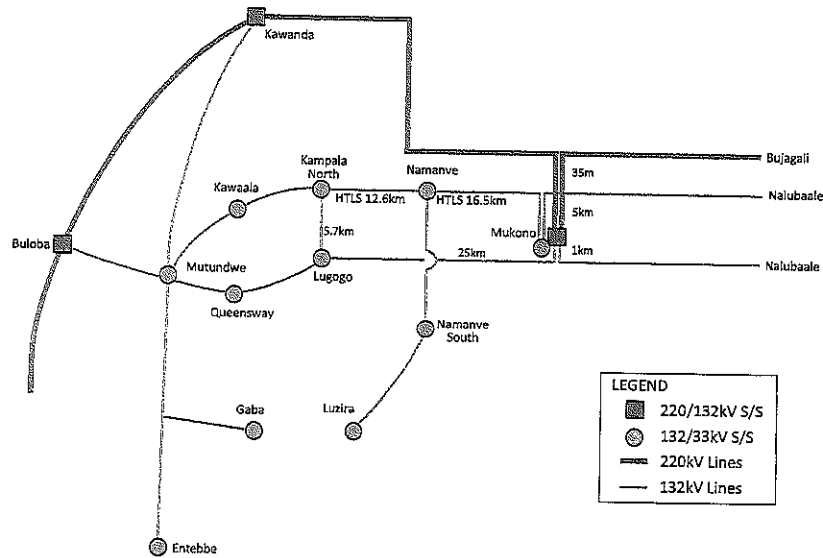 Kawanda
Bujagali
35m
Kampala
North
Namanve
Kawaala
HTLS 12.6km
HTLS 16.5km
Nalubaale
5km
Mukono
5.7km
Buloba
1km
25km
Mutundwe
Lugogo
Nalubaale
Queensway
Namanve
South
LEGEND
220/132kV S/S
132/33kV S/S
220kV Lines
132kV Lines
Gaba
Luzira
Entebbe